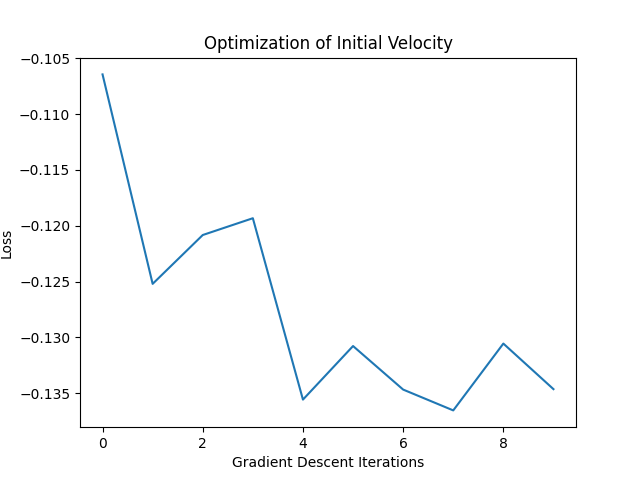 Optimization of Initial Velocity
−0.105
−0.110
−0.115
−0.120
−0.125
−0.130
−0.135
Loss
0 2 4 6 8
Gradient Descent Iterations